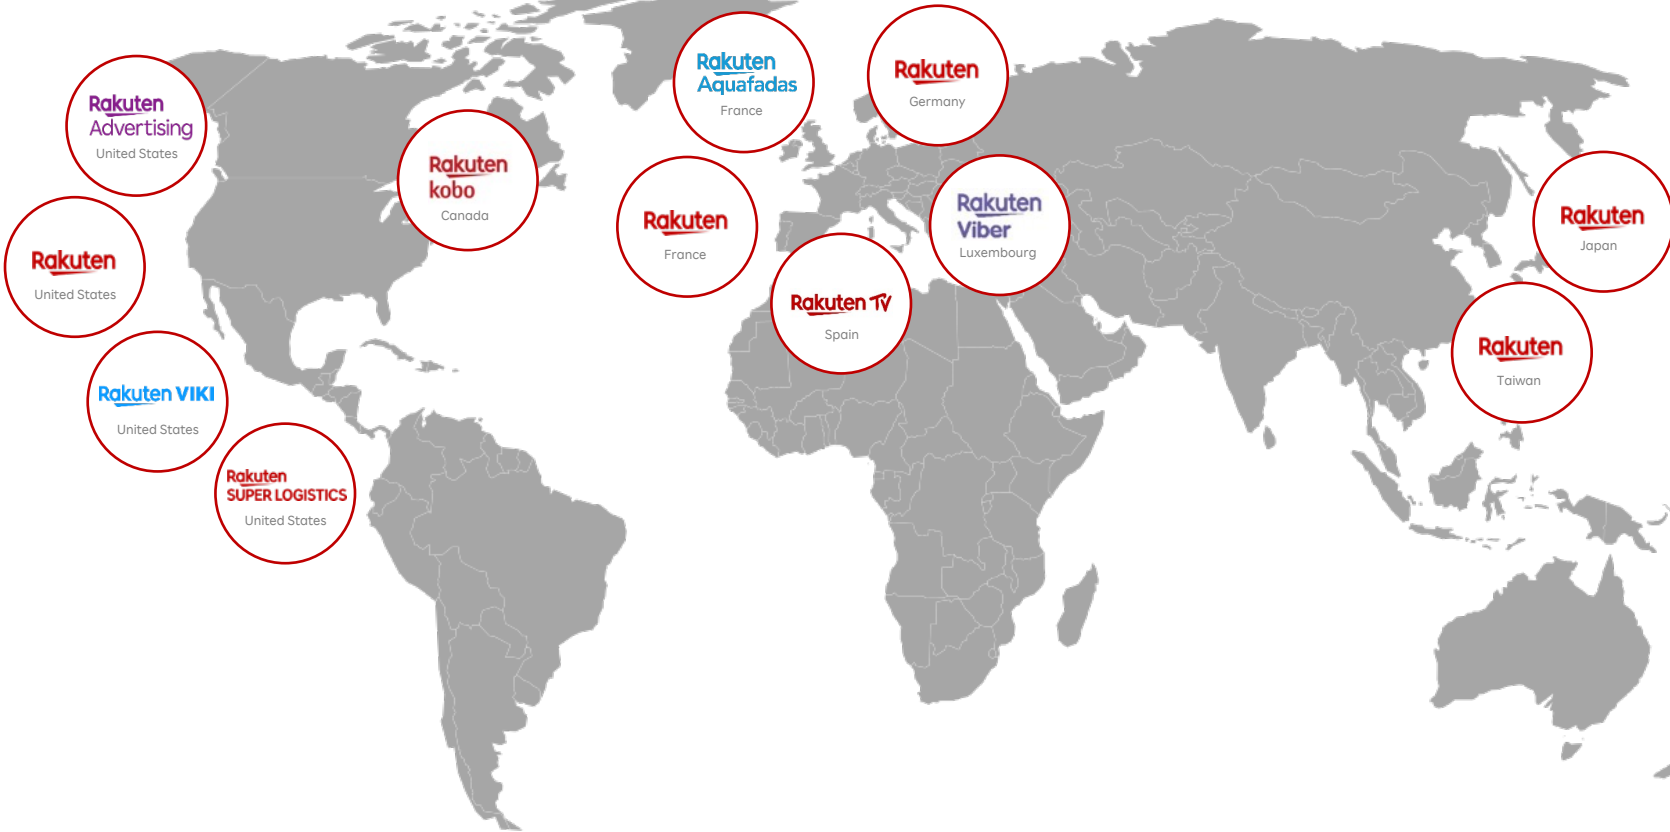 Rakuten
Advertising
United States
Rakuten
United States
Rakuten VIKI
United States
Rakuten
SUPER LOGISTICS
United States
Rakuten
kobo
Canada
Rakuten
Aquafadas
France
Rakuten
Germany
Rakuten
France
Rakuten
Viber
Luxembourg
Rakuten TV
Spain
Rakuten
Japan
Rakuten
Taiwan